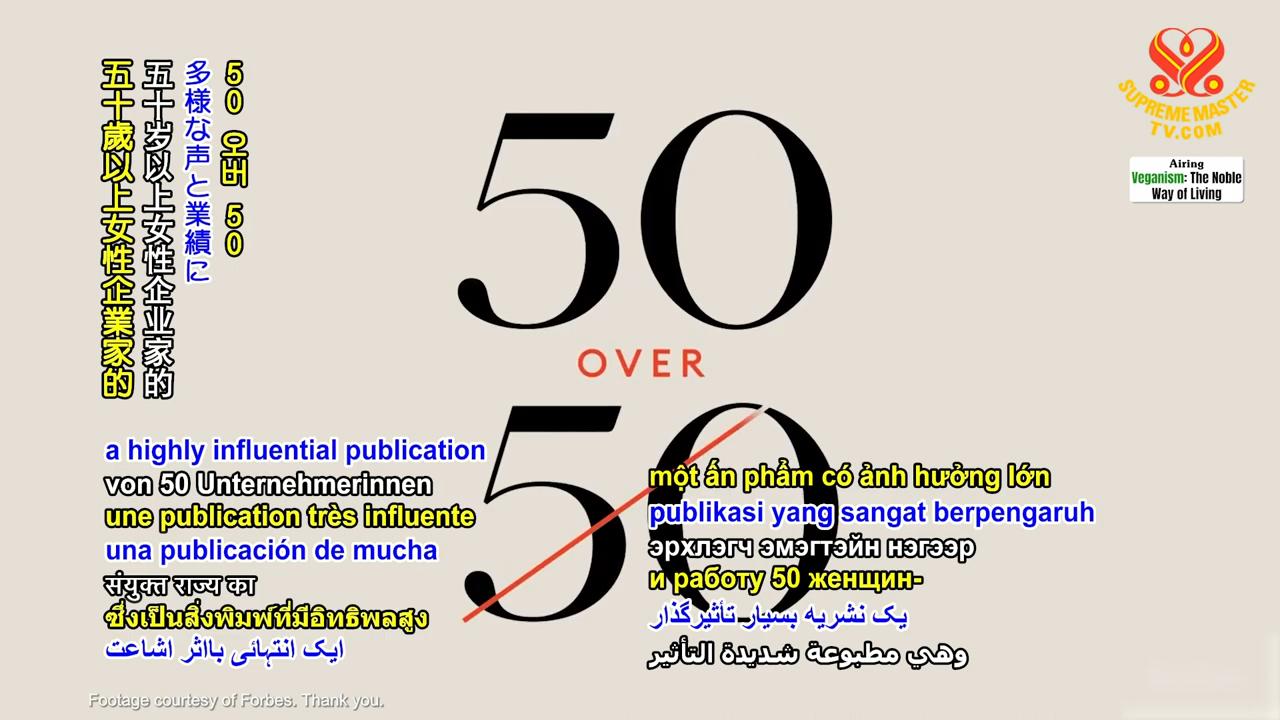 五十歲以上女性企業家的
五十岁以上女性企业家的
多様な声と業績に
50 오버 50
50
OVER
50
SUPREME MASTER
TV.COM
Airing
Veganism: The Noble
Way of Living
a highly influential publication
von 50 Unternehmerinnen
une publication très influente
una publicación de mucha
संयुक्त राज्य का
ซึ่งเป็นสิ่งพิมพ์ที่มีอิทธิพลสูง
ایک انتہائی بااثر اشاعت
một ấn phẩm có ảnh hưởng lớn
publikasi yang sangat berpengaruh
эрхлэгч эмэгтэйн нэгээр
и работу 50 женщин-
یک نشریه بسیار تأثیرگذار
وهي مطبوعة شديدة التأثير
Footage courtesy of Forbes. Thank you.